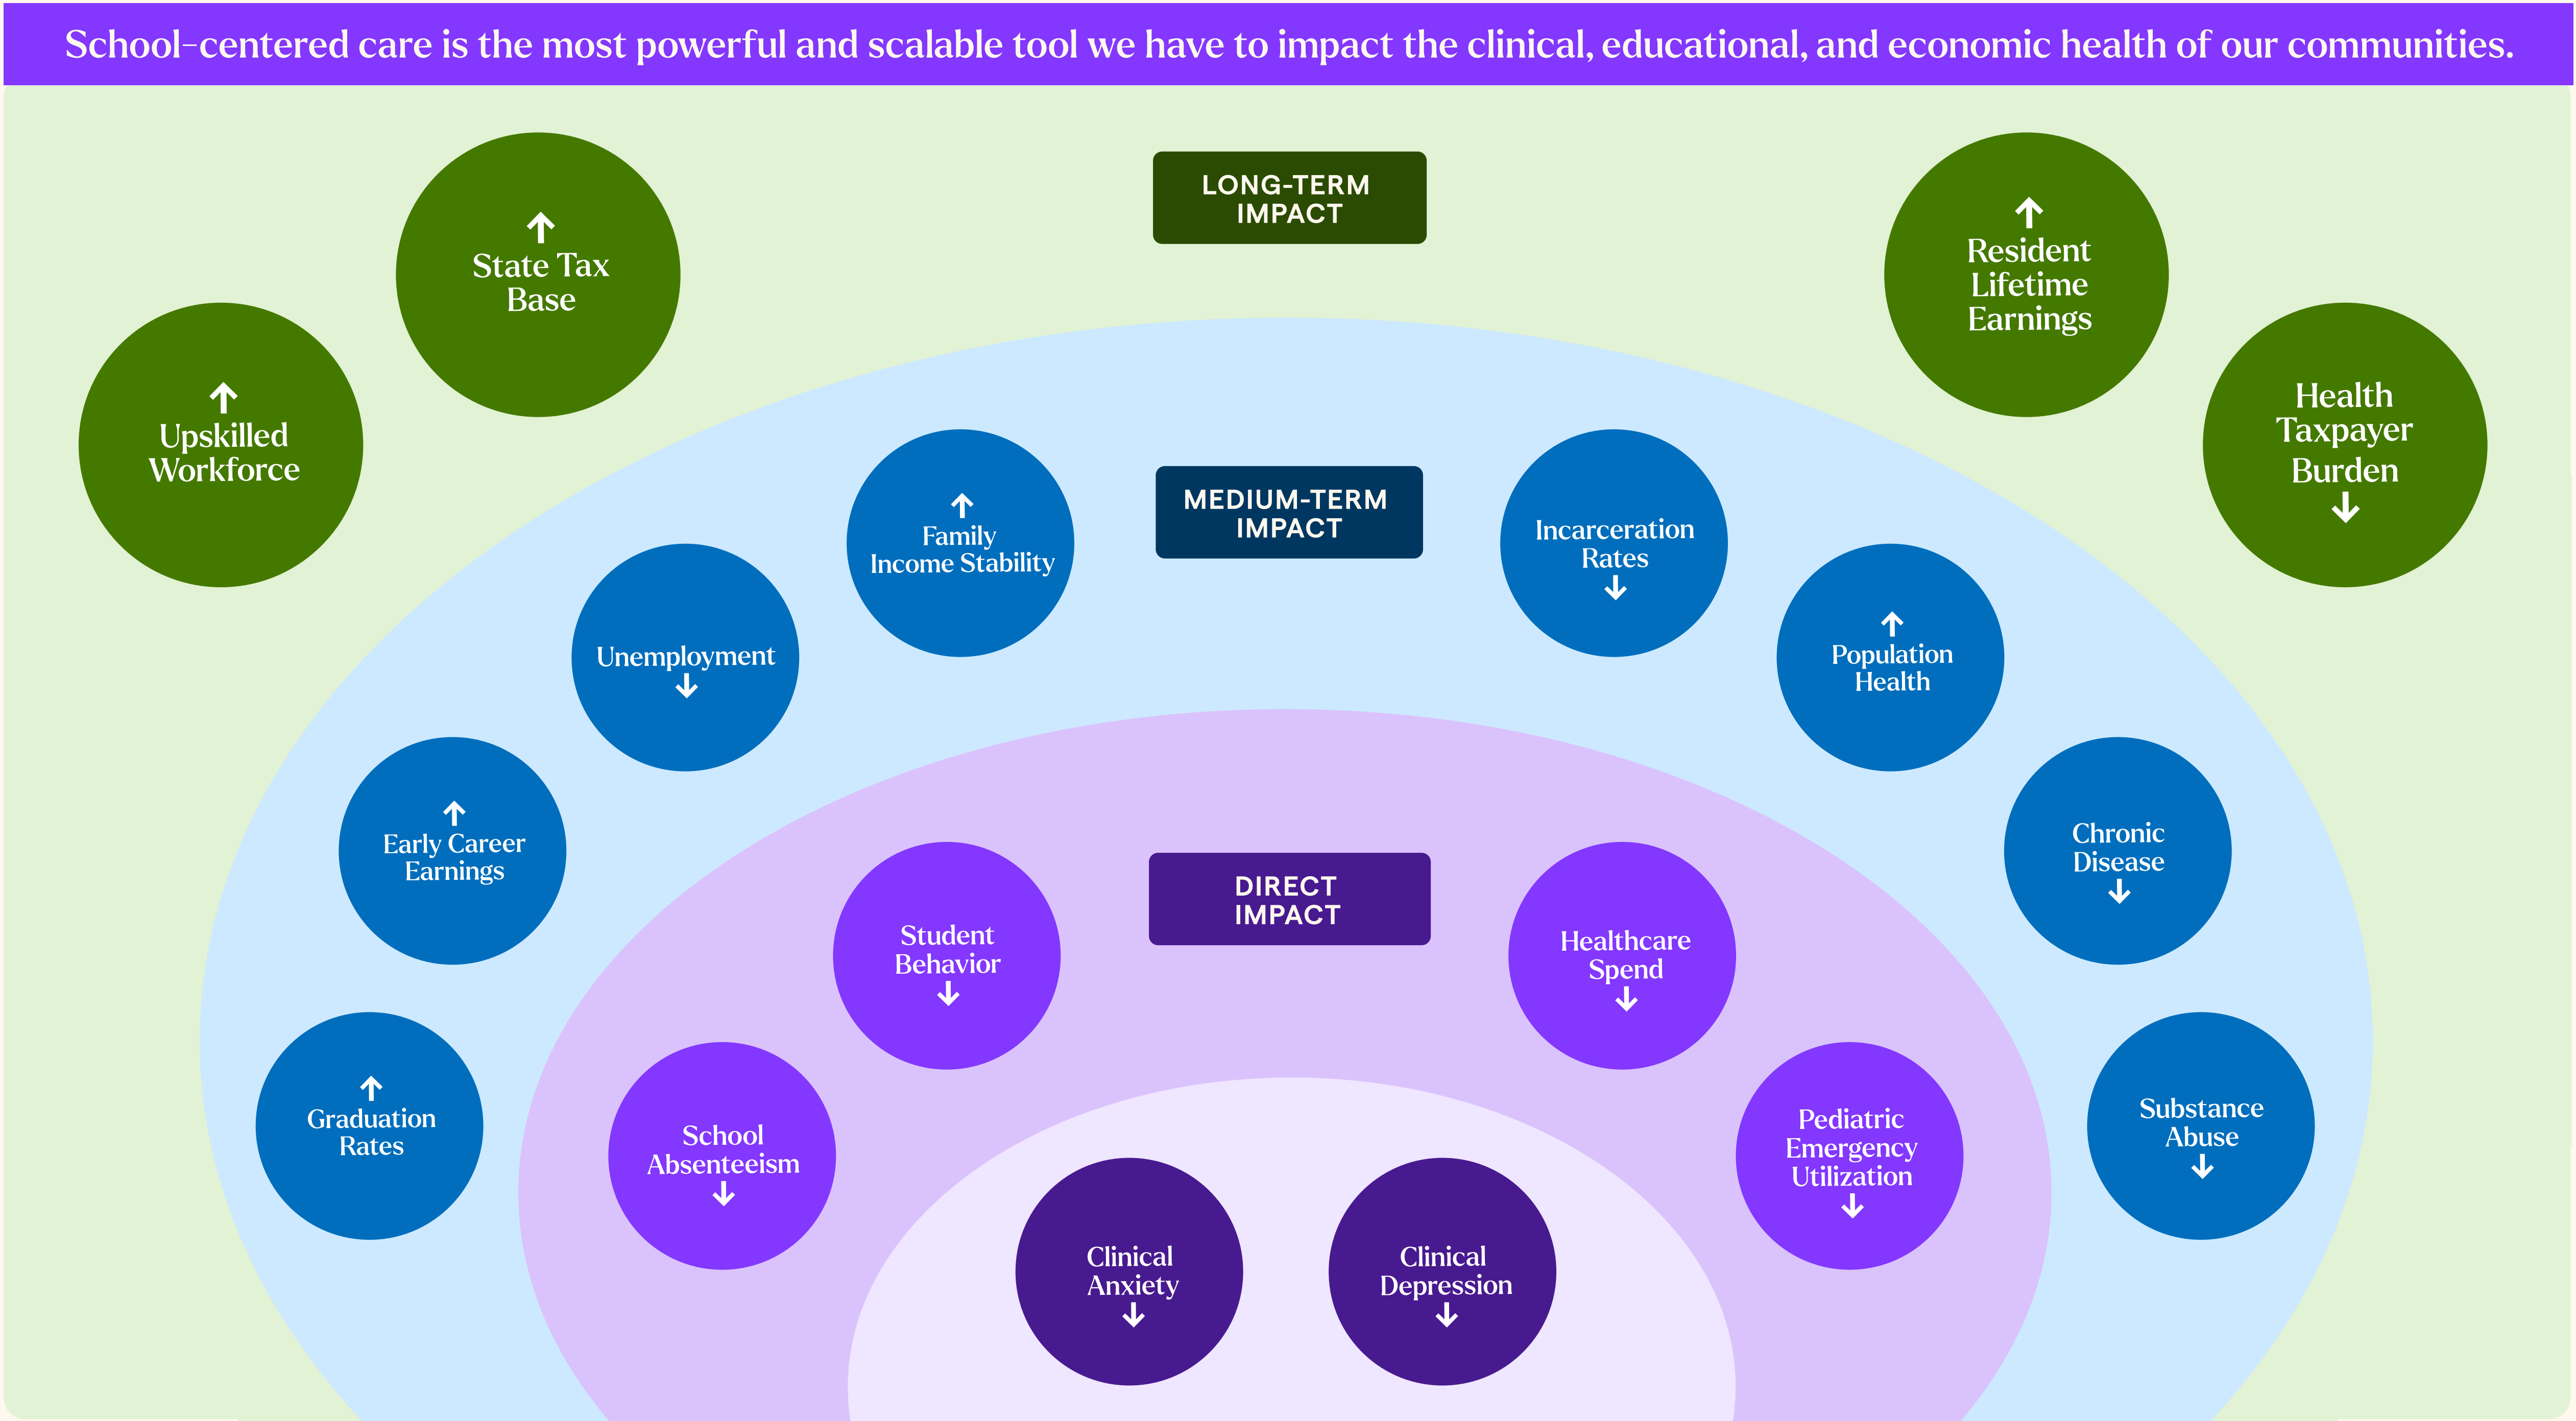 School-centered care is the most powerful and scalable tool we have to impact the clinical, educational, and economic health of our communities.
LONG-TERM
IMPACT
↑
State Tax
Base
↑
Resident
Lifetime
Earnings
↑
Upskilled
Workforce
Health
Taxpayer
Burden
↓
MEDIUM-TERM
IMPACT
↑
Family
Income Stability
Incarceration
Rates
↓
Unemployment
↓
↑
Population
Health
↑
Early Career
Earnings
Chronic
Disease
↓
↑
Graduation
Rates
Substance
Abuse
↓
DIRECT
IMPACT
Student
Behavior
↓
Healthcare
Spend
↓
School
Absenteeism
↓
Pediatric
Emergency
Utilization
↓
Clinical
Anxiety
↓
Clinical
Depression
↓